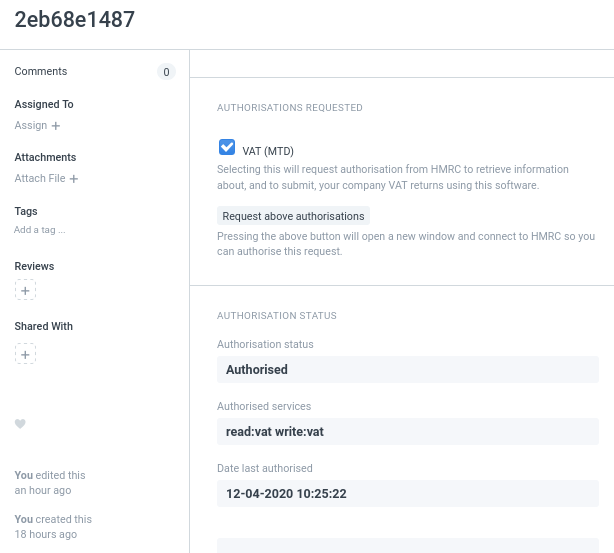 2eb68e1487
Comments
0
Assigned To
Assign +
Attachments
Attach File +
Tags
Add a tag ...
Reviews
+
Shared With
+
You edited this
an hour ago
You created this
18 hours ago
AUTHORISATIONS REQUESTED
VAT (MTD)
Selecting this will request authorisation from HMRC to retrieve information
about, and to submit, your company VAT returns using this software.
Request above authorisations
Pressing the above button will open a new window and connect to HMRC so you
can authorise this request.
AUTHORISATION STATUS
Authorisation status
Authorised
Authorised services
read:vat write:vat
Date last authorised
12-04-2020 10:25:22